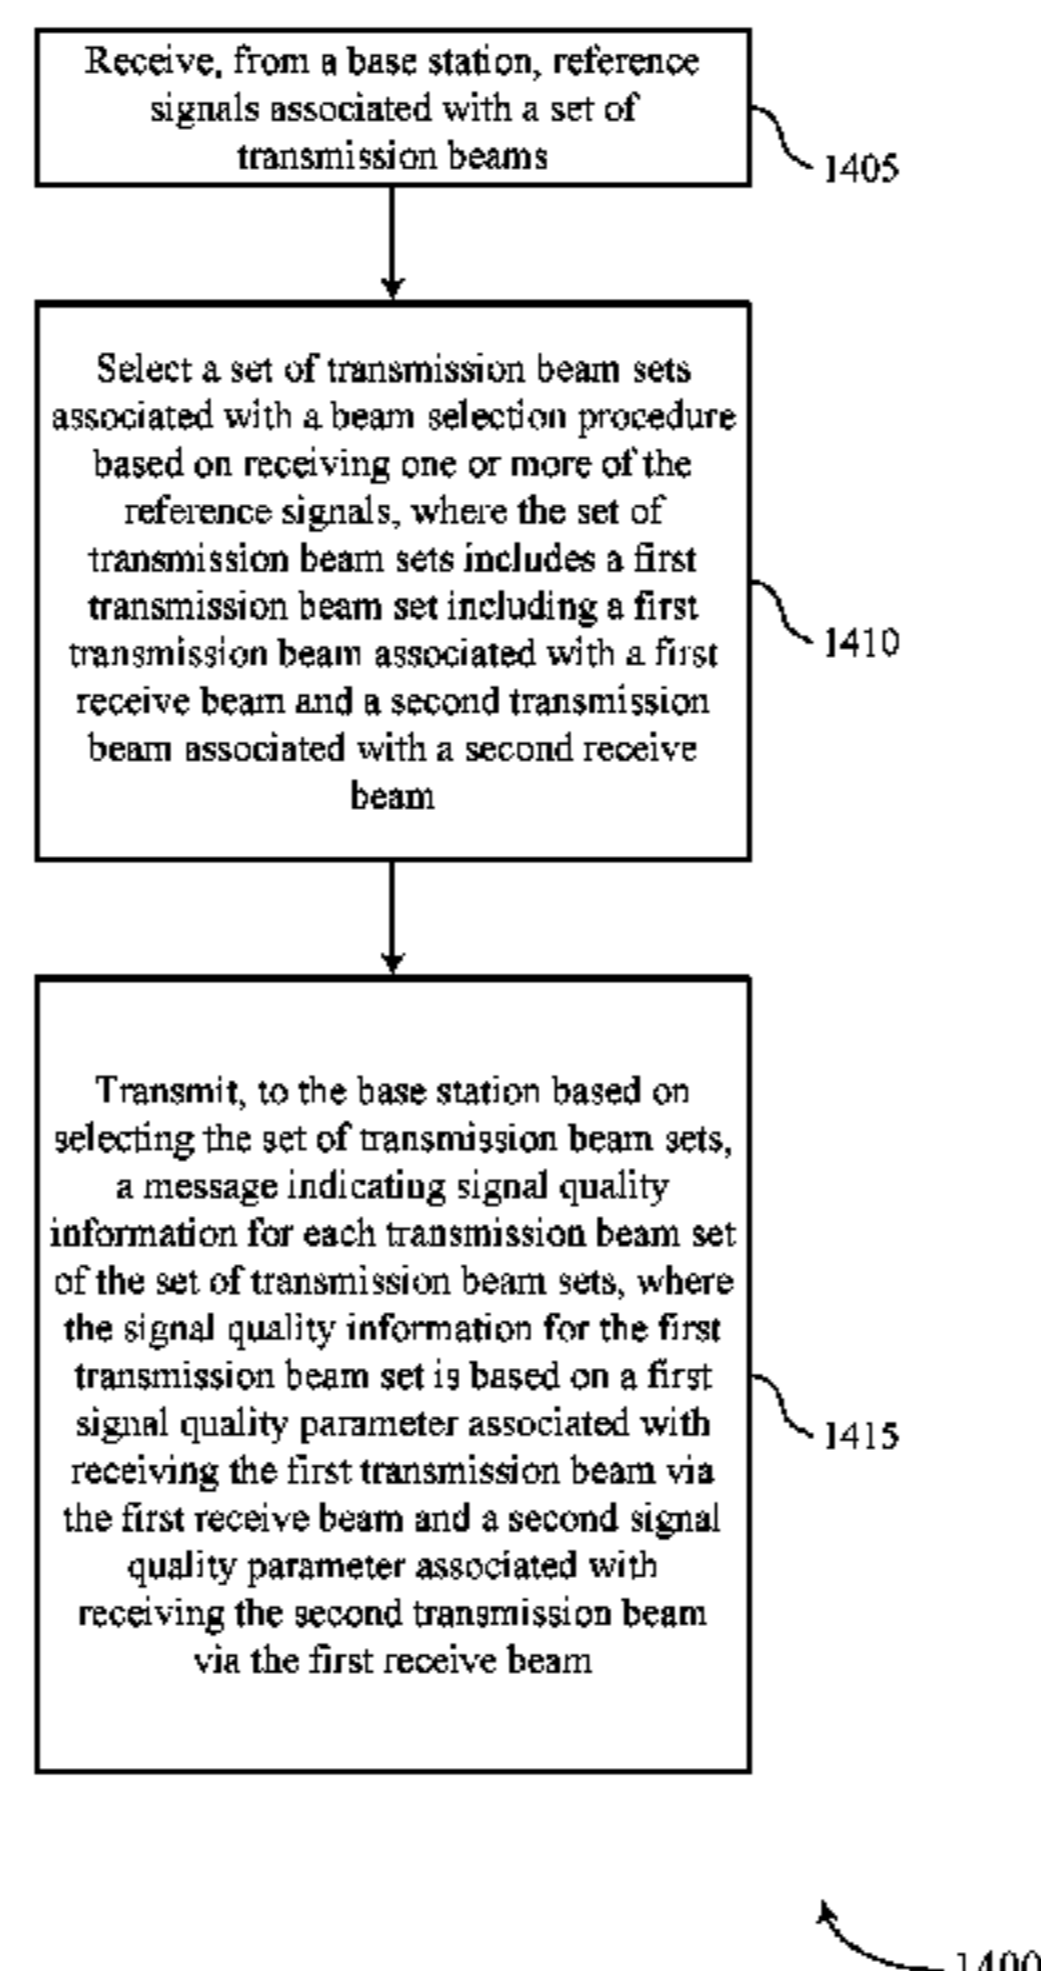 Receive, from a base station, reference
signals associated with a set of
transmission beams
1405
Select a set of transmission beam sets
associated with a beam selection procedure
based on receiving one or more of the
reference signals, where the set of
transmission beam sets includes a first
transmission beam set including a first
transmission beam associated with a first
receive beam and a second transmission
beam associated with a second receive
beam
1410
Transmit, to the base station based on
selecting the set of transmission beam sets,
a message indicating signal quality
information for each transmission beam set
of the set of transmission beam sets, where
the signal quality information for the first
transmission beam set is based on a first
signal quality parameter associated with
receiving the first transmission beam via
the first receive beam and a second signal
quality parameter associated with
receiving the second transmission beam
via the first receive beam
1415
1400